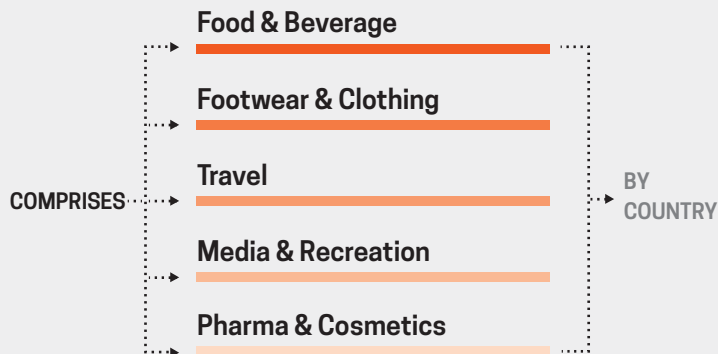 Food & Beverage
Footwear & Clothing
Travel
COMPRISES
BY
COUNTRY
Media & Recreation
Pharma & Cosmetics